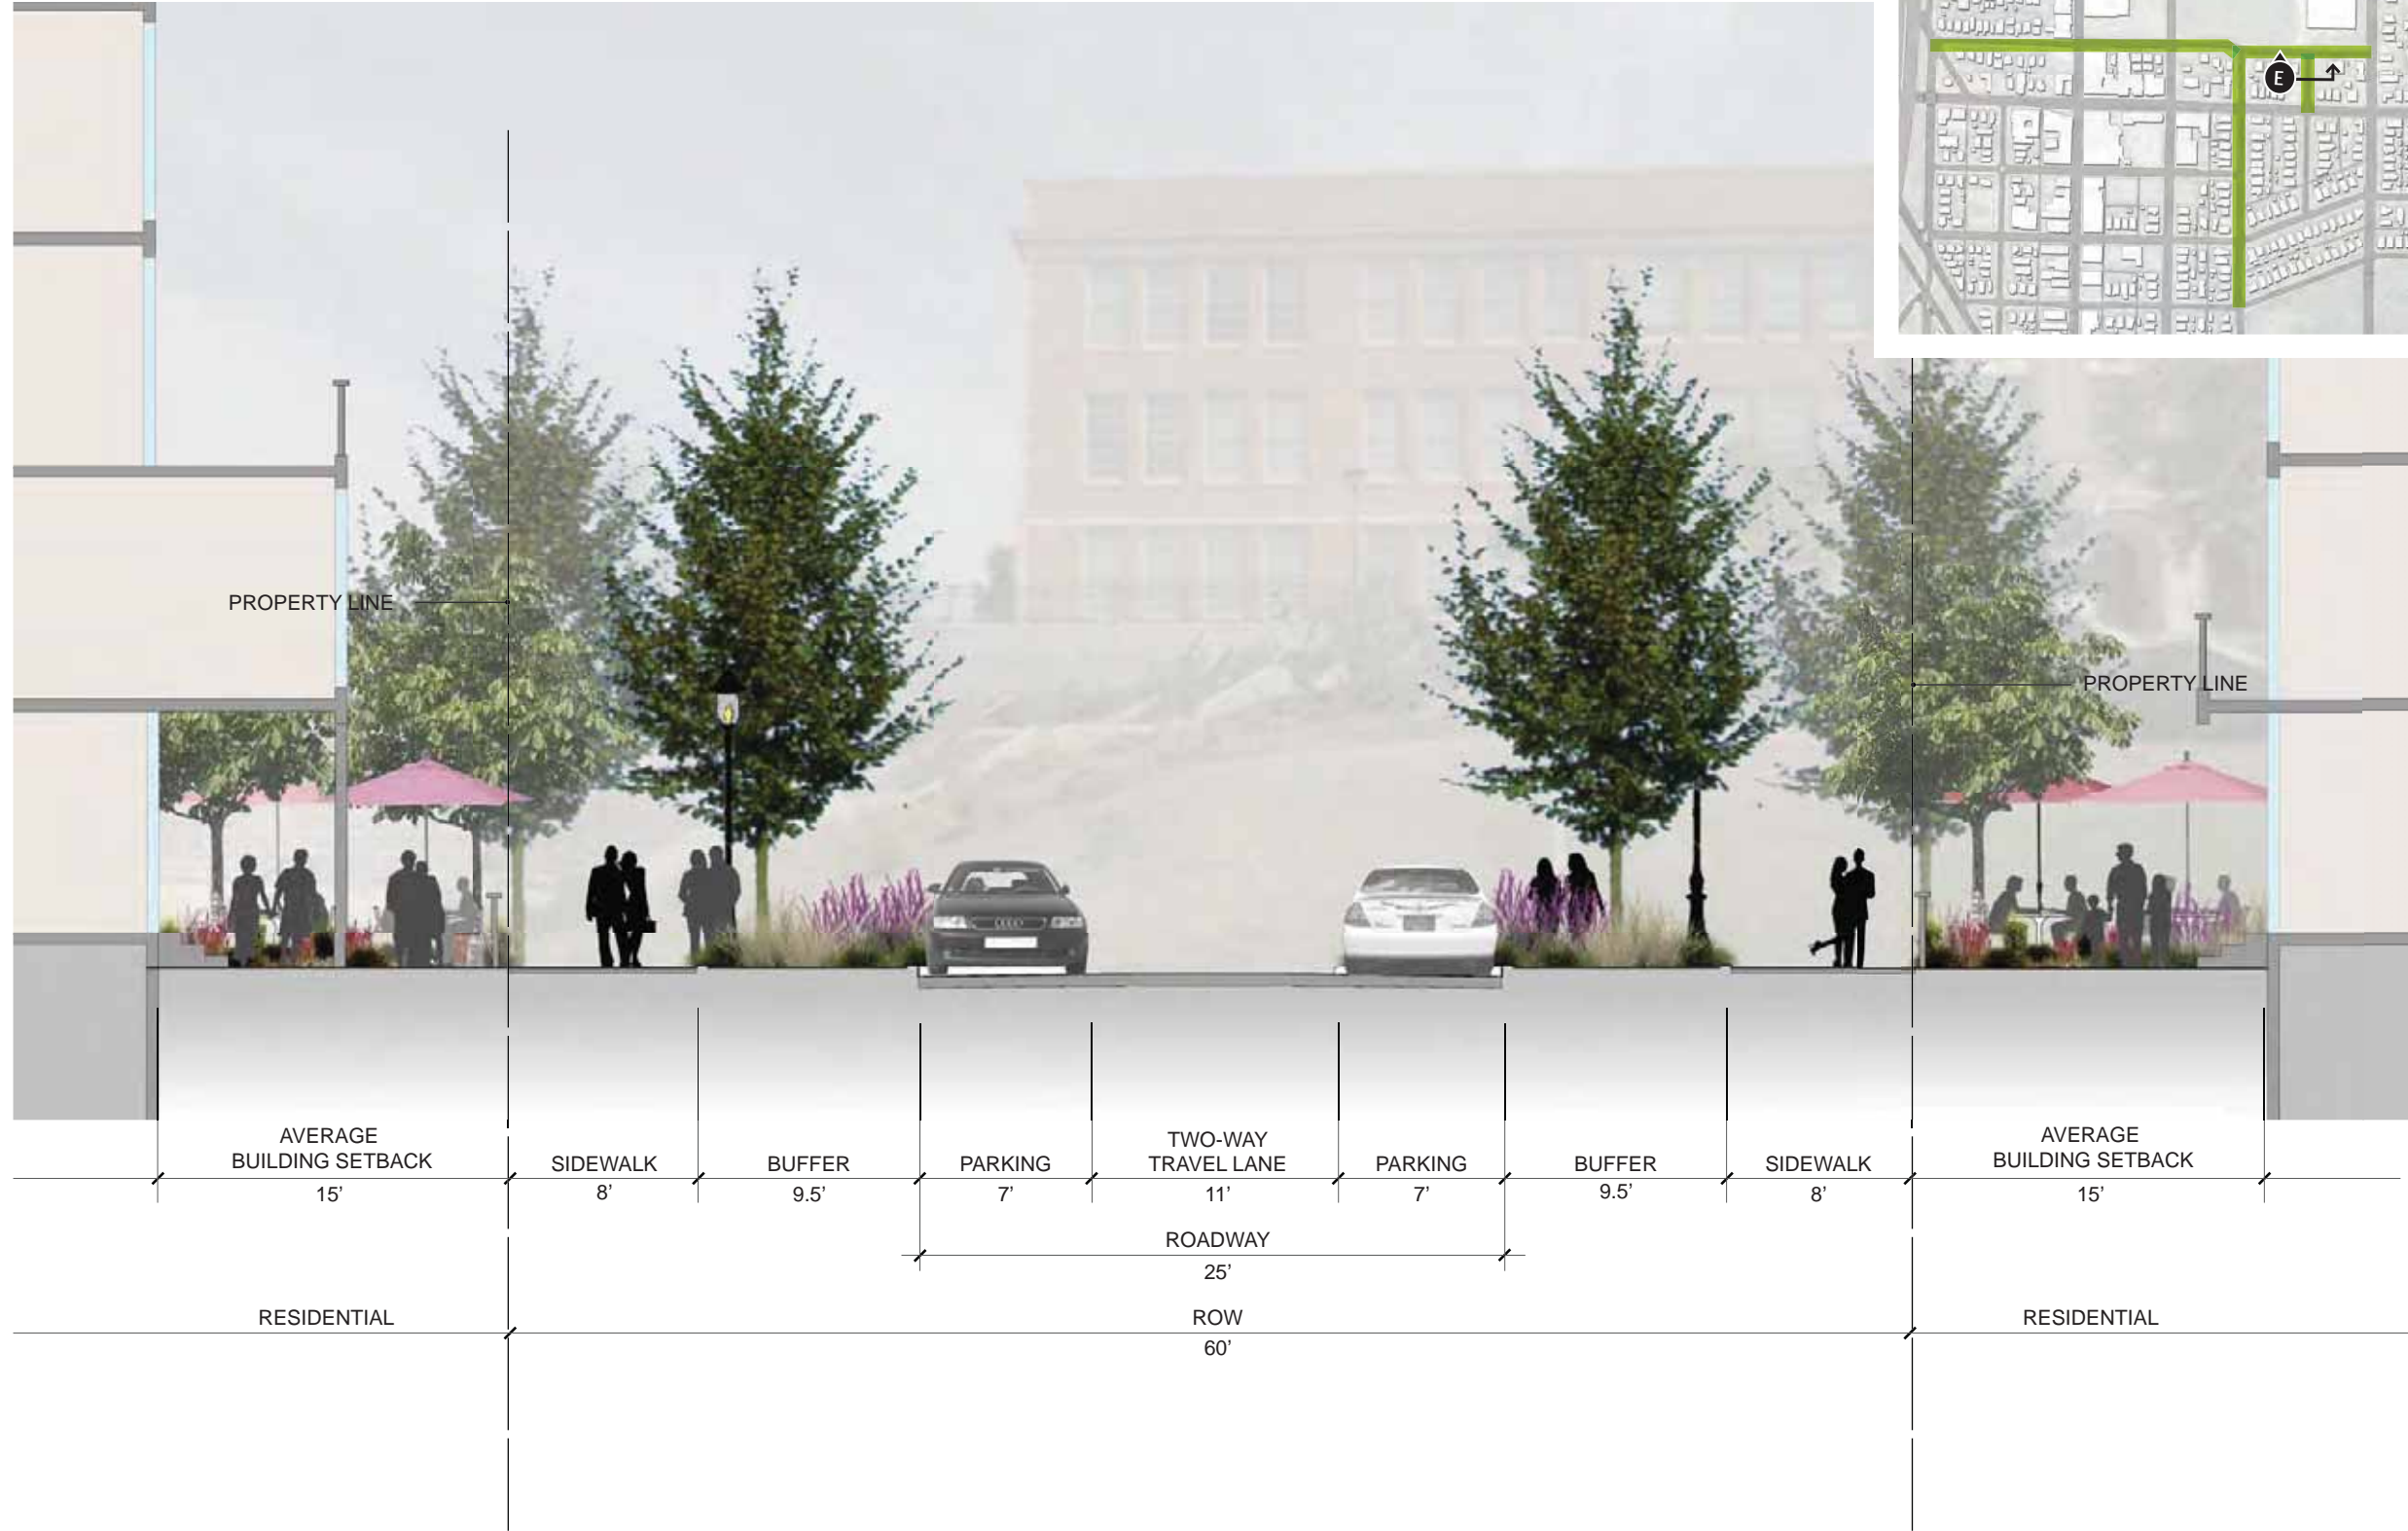 E
PROPERTY LINE
PROPERTY LINE
AVERAGE
BUILDING SETBACK
15’
SIDEWALK
8’
BUFFER
9.5’
PARKING
7’
TWO-WAY
TRAVEL LANE
11’
PARKING
7’
BUFFER
9.5’
SIDEWALK
8’
AVERAGE
BUILDING SETBACK
15’
ROADWAY
25’
RESIDENTIAL
ROW
60’
RESIDENTIAL